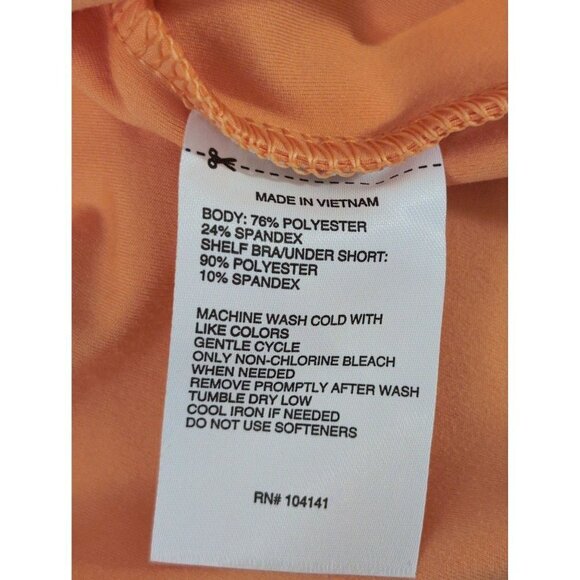 MADE IN VIETNAM
BODY: 76% POLYESTER
24% SPANDEX
SHELF BRA/UNDER SHORT:
90% POLYESTER
10% SPANDEX
MACHINE WASH COLD WITH
LIKE COLORS
GENTLE CYCLE
ONLY NON-CHLORINE BLEACH
WHEN NEEDED
REMOVE PROMPTLY AFTER WASH
TUMBLE DRY LOW
COOL IRON IF NEEDED
DO NOT USE SOFTENERS
RN# 104141